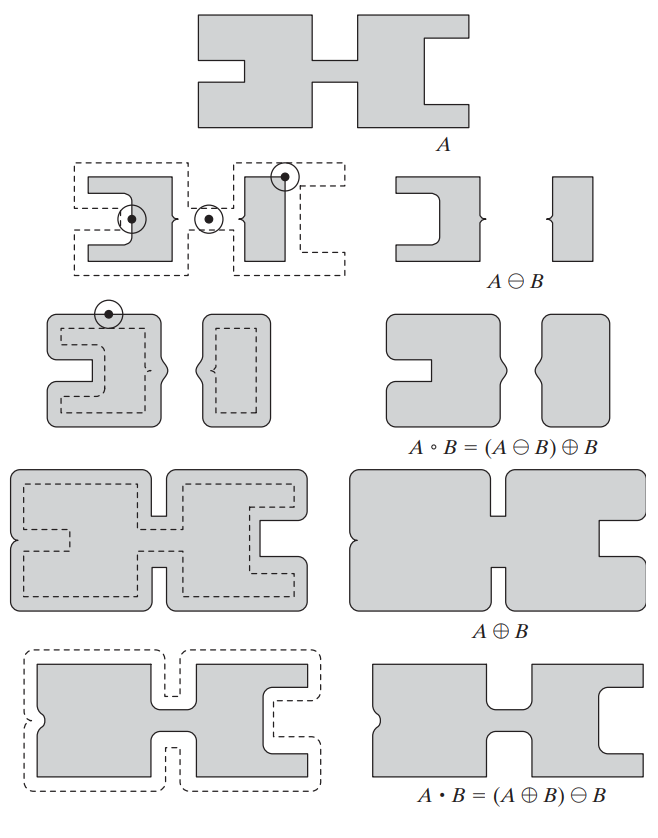 A
A ⊖ B
A ∘ B = (A ⊖ B) ⊕ B
A ⊕ B
A • B = (A ⊕ B) ⊖ B